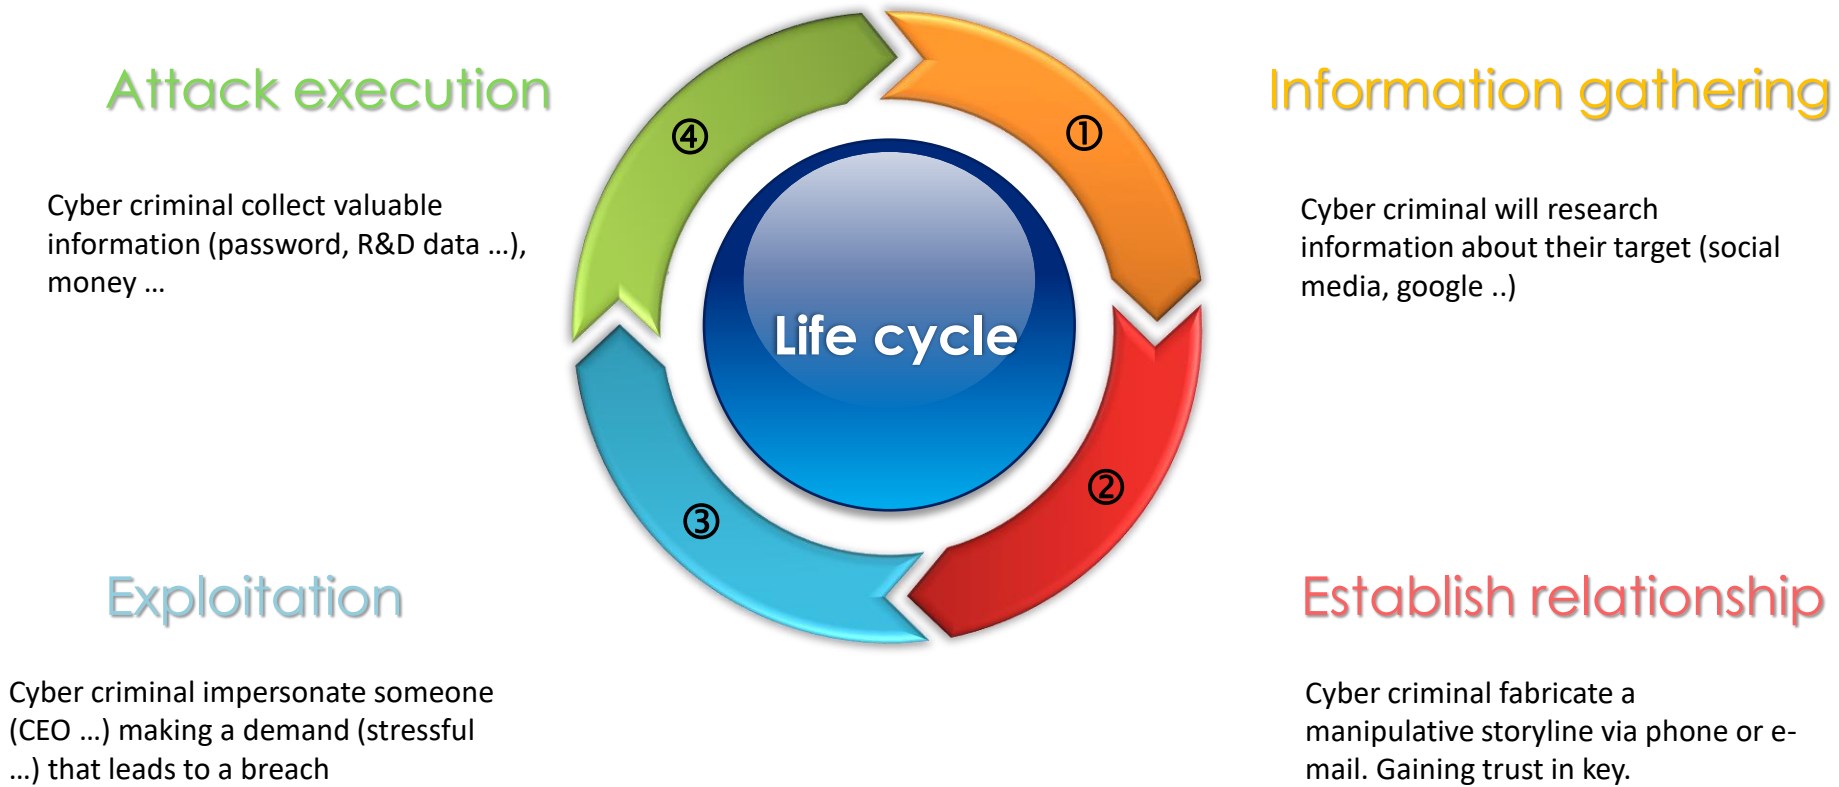 Attack execution
Cyber criminal collect valuable
information (password, R&D data …),
money …
④
①
Information gathering
Cyber criminal will research
information about their target (social
media, google ..)
Life cycle
③
②
Exploitation
Cyber criminal impersonate someone
(CEO …) making a demand (stressful
…) that leads to a breach
Establish relationship
Cyber criminal fabricate a
manipulative storyline via phone or e-
mail. Gaining trust in key.